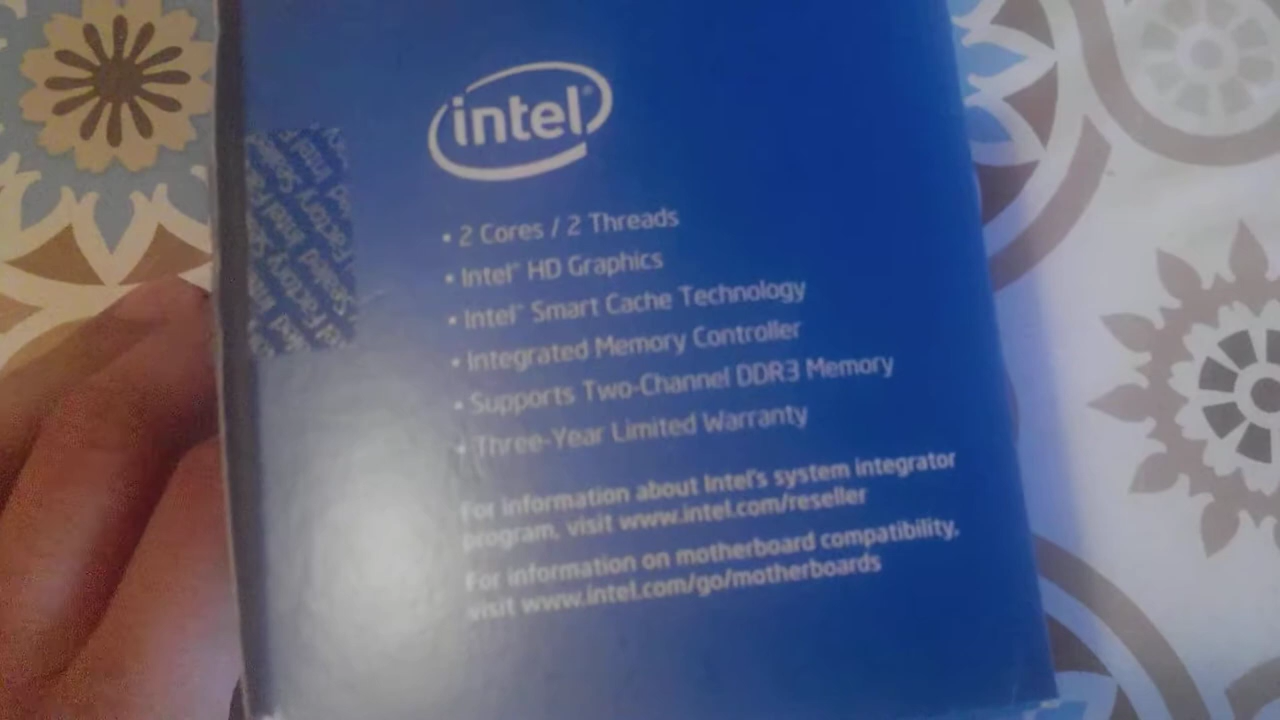 intel®
• 2 Cores / 2 Threads
• Intel® HD Graphics
• Intel® Smart Cache Technology
• Integrated Memory Controller
• Supports Two-Channel DDR3 Memory
• Three-Year Limited Warranty
For information about Intel's system integrator
program, visit www.intel.com/reseller
For information on motherboard compatibility,
visit www.intel.com/go/motherboards
Factory Sealed